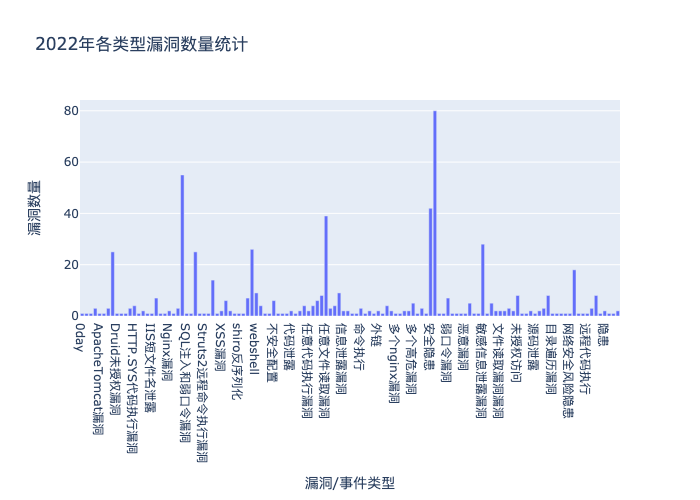 2022年各类型漏洞数量统计
漏洞数量
80
60
40
20
0
0day
ApacheTomcat漏洞
Druid未授权漏洞
HTTP.SYS代码执行漏洞
IIS短文件名泄露
Nginx漏洞
SQL注入和弱口令漏洞
Struts2远程命令执行漏洞
XSS漏洞
shiro反序列化
webshell
不安全配置
代码泄露
任意代码执行漏洞
任意文件读取漏洞
信息泄露漏洞
命令执行
外链
多个nginx漏洞
多个高危漏洞
安全隐患
弱口令漏洞
恶意漏洞
敏感信息泄露漏洞
文件读取漏洞漏洞
未授权访问
源码泄露
目录遍历漏洞
网络安全风险隐患
远程代码执行
隐患
漏洞/事件类型